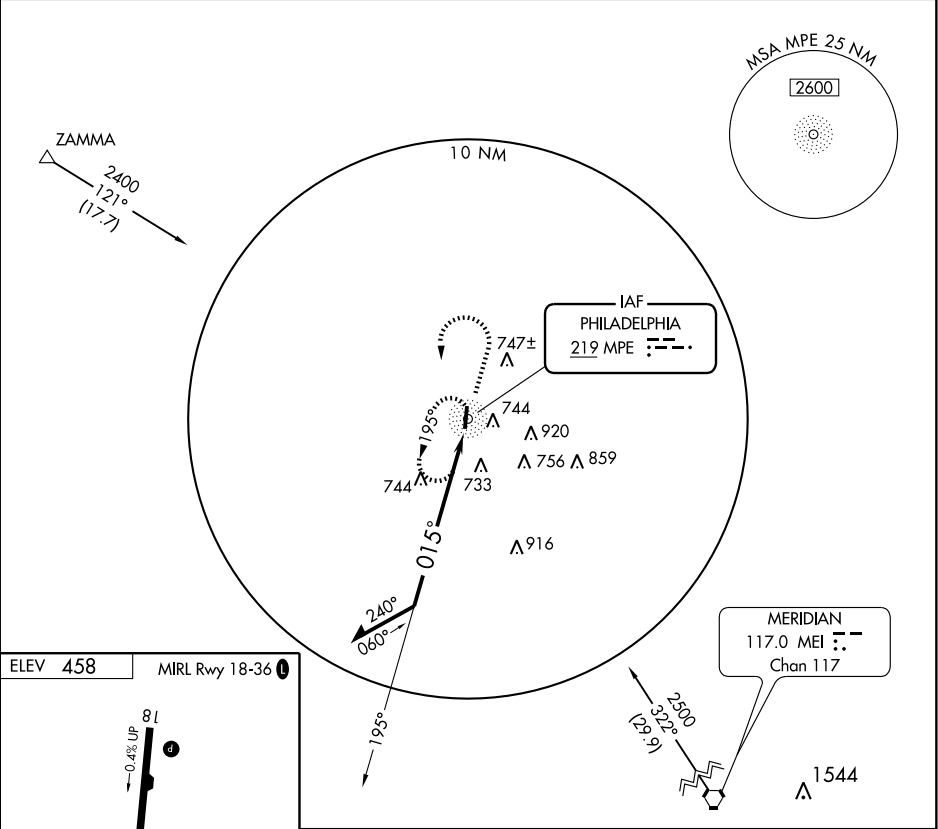 MSA MPE 25 NM
2600
ZAMMA
2400
121°
(17.7)
10 NM
IAF
PHILADELPHIA
219 MPE
747±
744
920
195°
756
859
744
733
015°
916
240°
060°
195°
MERIDIAN
117.0 MEI
Chan 117
2500
322°
(29.9)
1544
ELEV 458
MIRL Rwy 18-36 L
18
0.4% UP
P